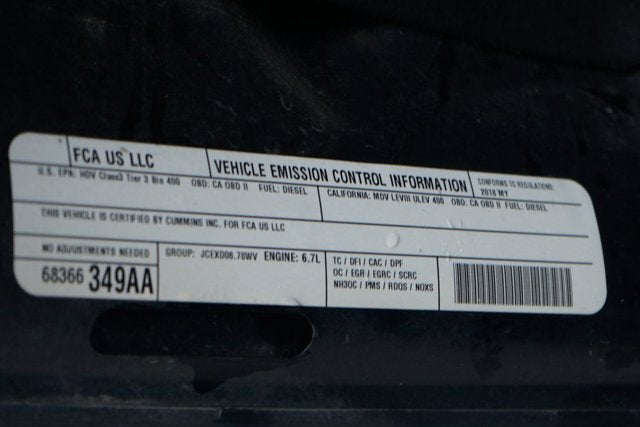 FCA US LLC
VEHICLE EMISSION CONTROL INFORMATION
CONFORMS TO REGULATIONS:
2018 MY
U.S. EPA: HDV Class3 Tier 3 Bin 400 OBD: CA OBD II FUEL: DIESEL
CALIFORNIA: MDV LEVIII ULEV 400 OBD: CA OBD II FUEL: DIESEL
THIS VEHICLE IS CERTIFIED BY CUMMINS INC. FOR FCA US LLC
NO ADJUSTMENTS NEEDED
68366 349AA
GROUP: JCEXD06.78WV ENGINE: 6.7L
TC / DFI / CAC / DPF
OC / EGR / EGRC / SCRC
NH3OC / PMS / RDQS / NOXS